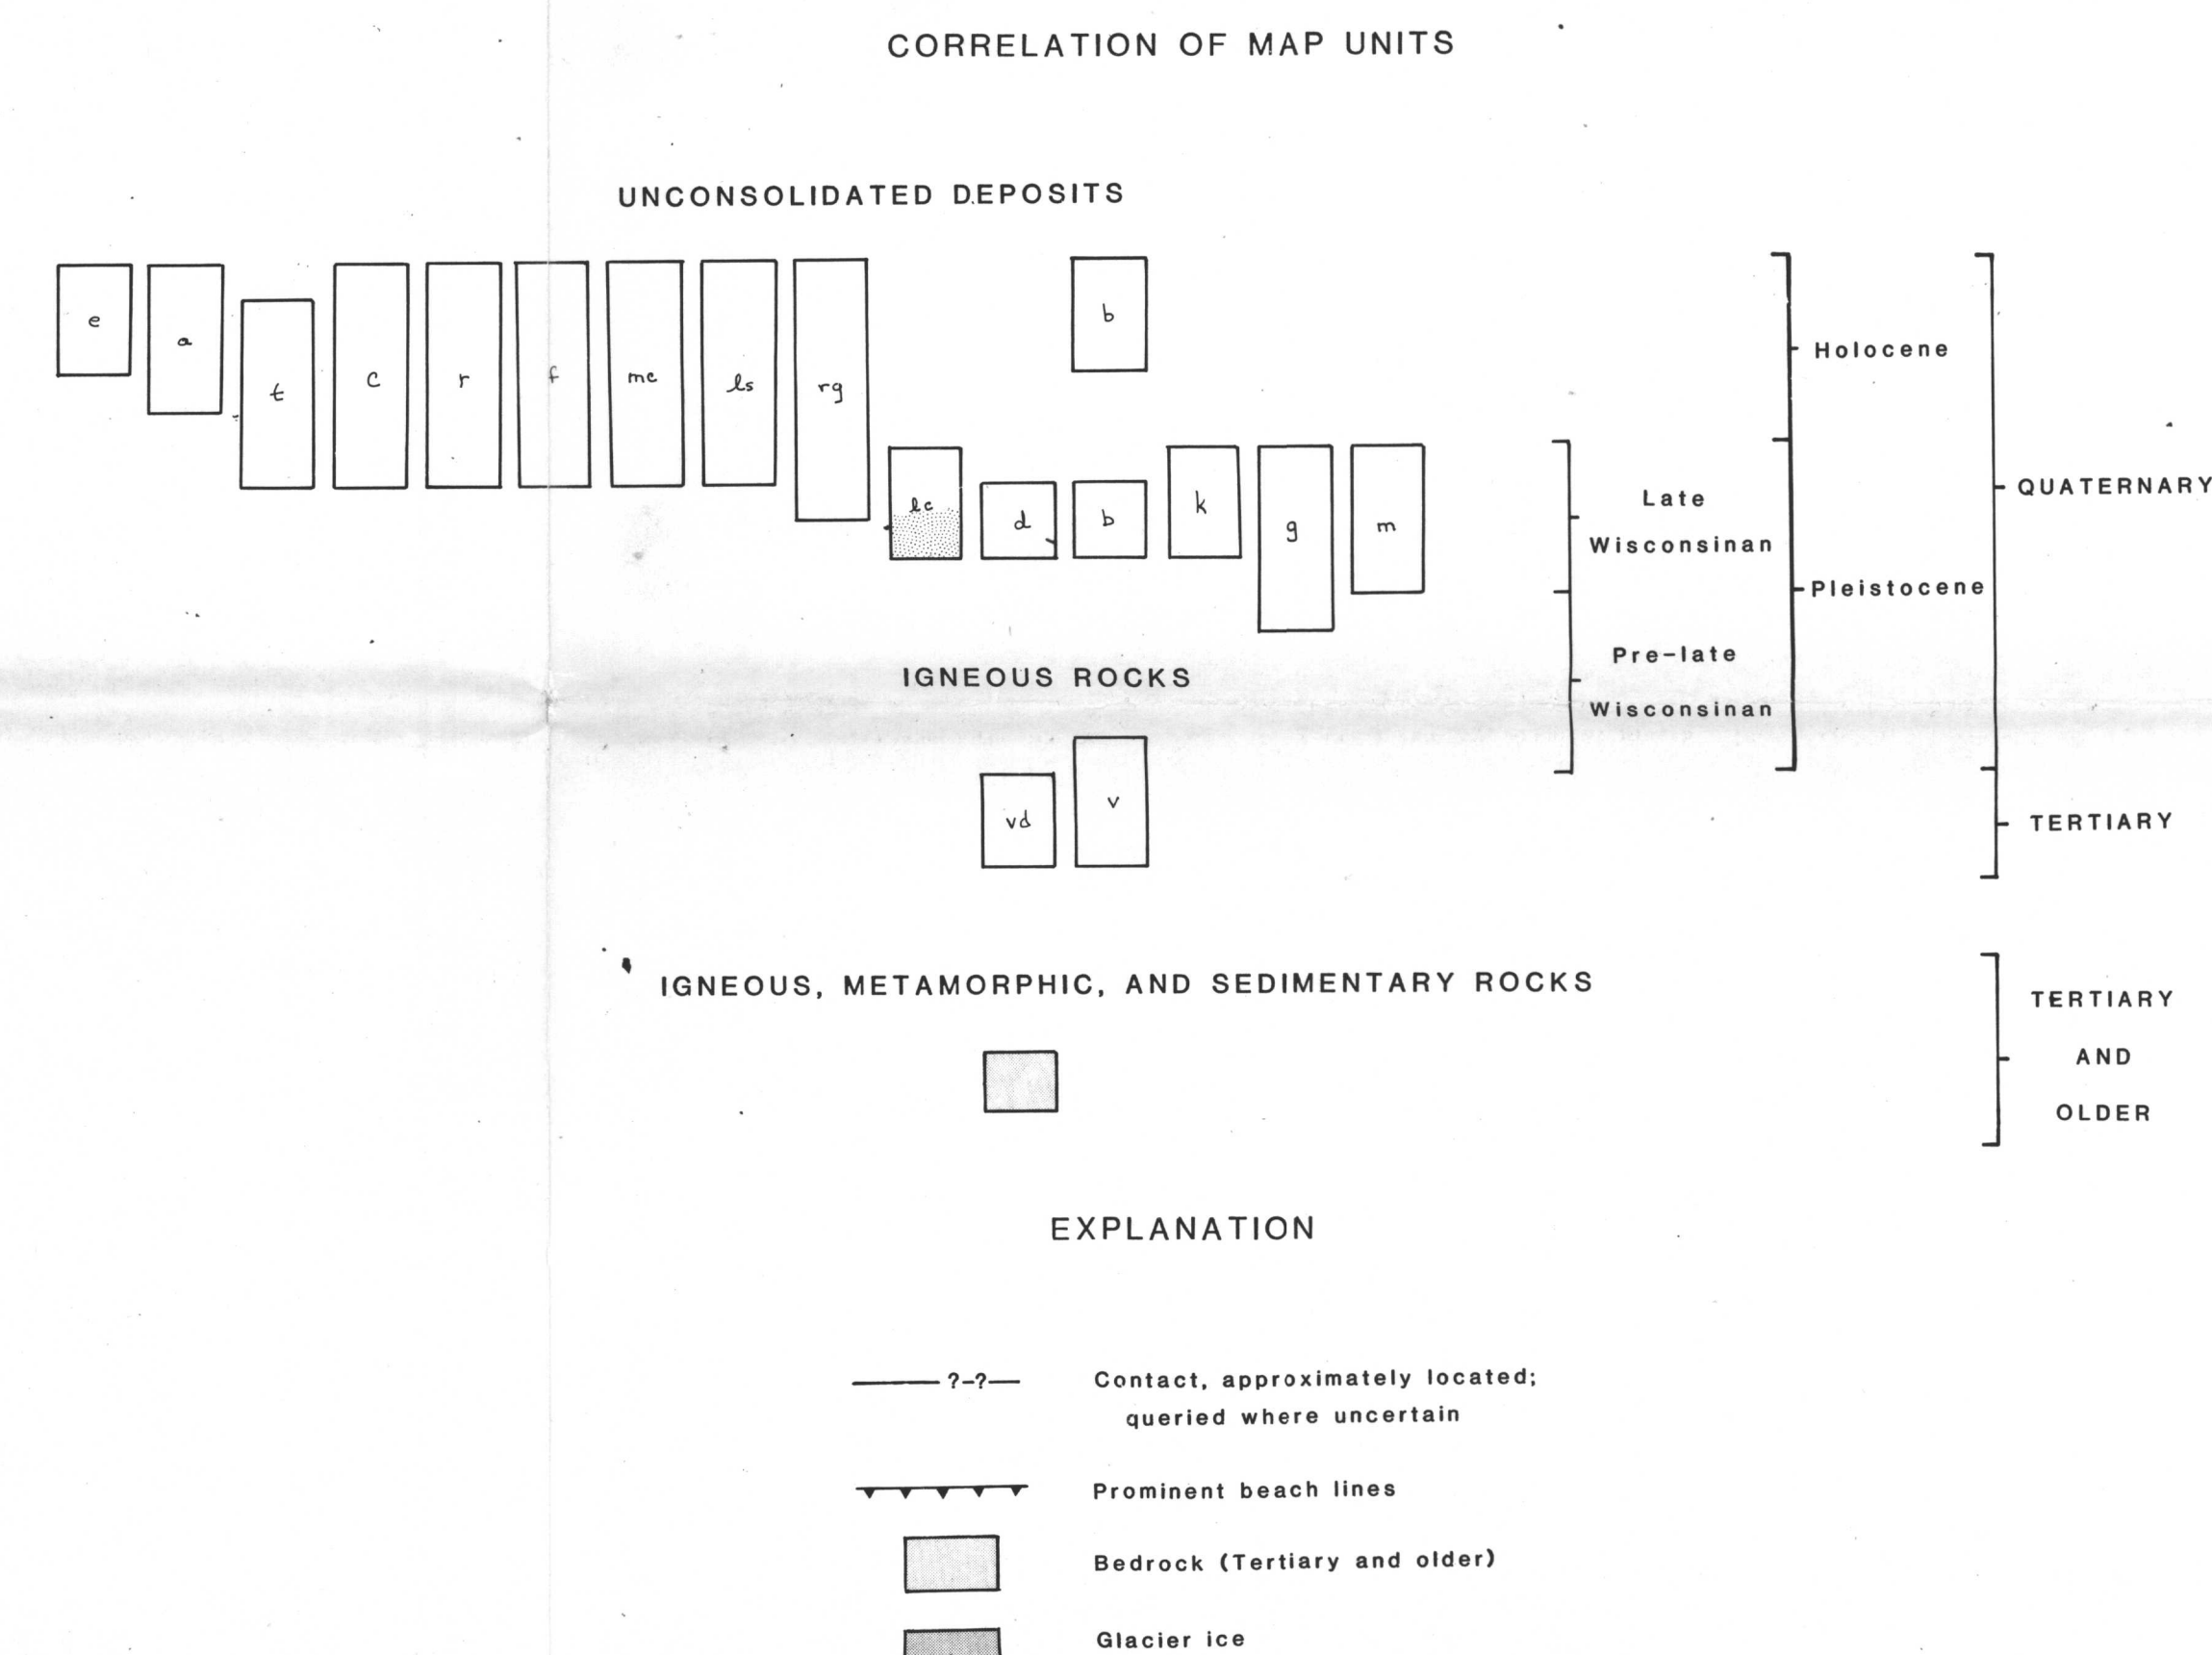 CORRELATION OF MAP UNITS
UNCONSOLIDATED DEPOSITS
e
a
t
c
r
f
mc
ls
rg
lc
d
b
b
k
g
m
Holocene
QUATERNARY
Late
Wisconsinan
Pleistocene
Pre-late
Wisconsinan
IGNEOUS ROCKS
vd
v
TERTIARY
IGNEOUS, METAMORPHIC, AND SEDIMENTARY ROCKS
TERTIARY
AND
OLDER
EXPLANATION
?-?
Contact, approximately located;
queried where uncertain
Prominent beach lines
Bedrock (Tertiary and older)
Glacier ice